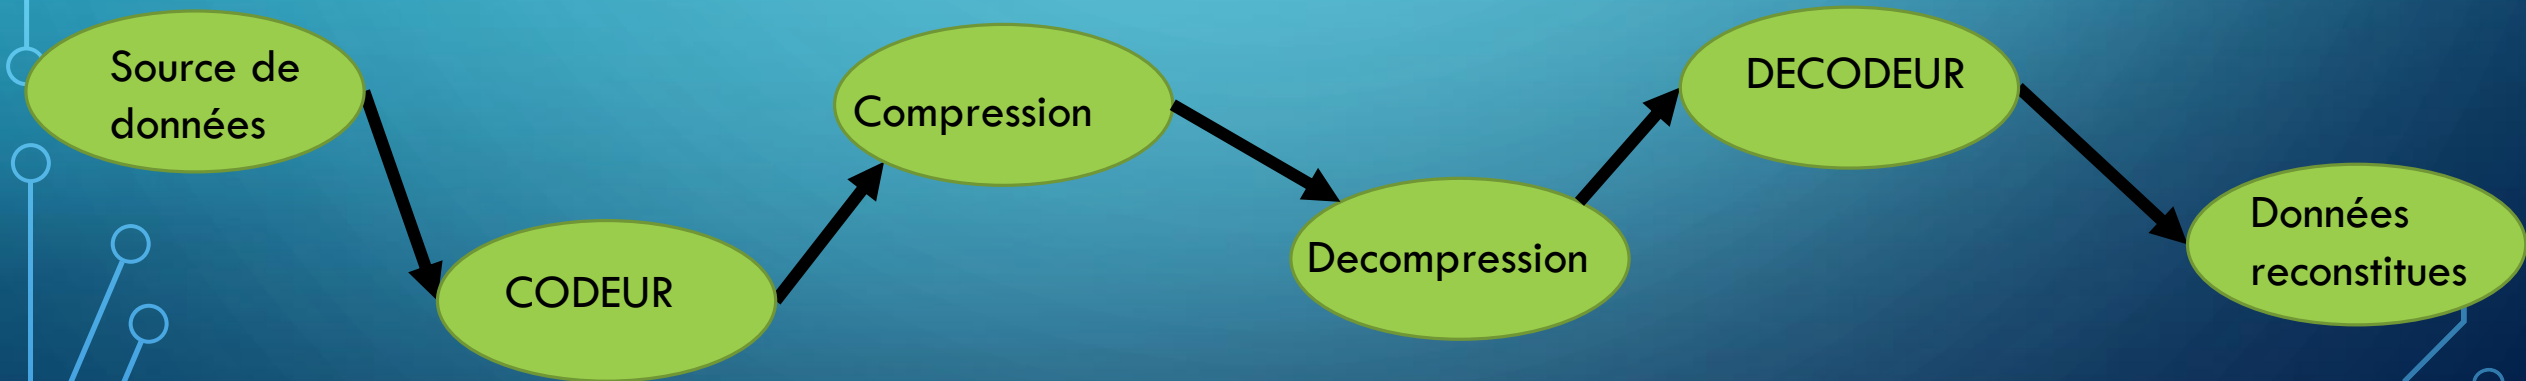 Source de
données
CODEUR
Compression
Decompression
DECODEUR
Données
reconstitues